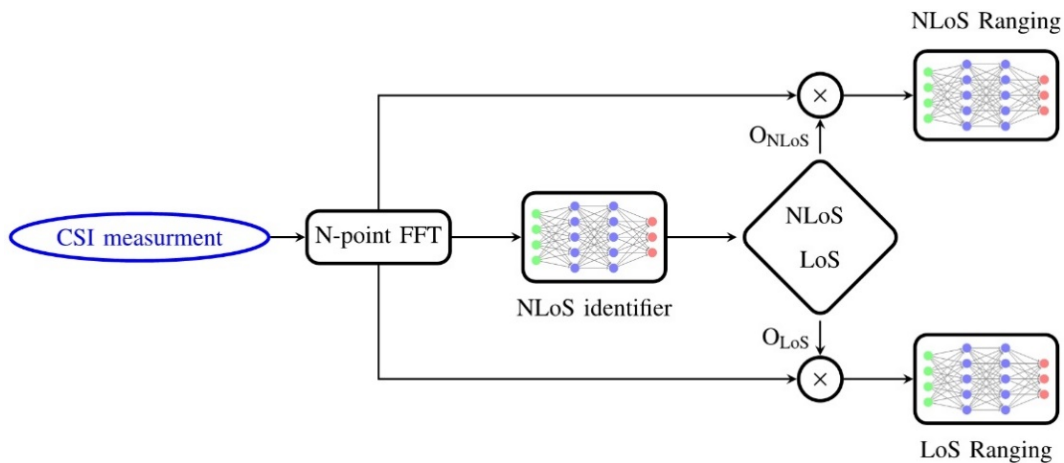 NLoS Ranging
×
O_NLoS
CSI measurment
N-point FFT
NLoS
LoS
NLoS identifier
O_LoS
×
LoS Ranging